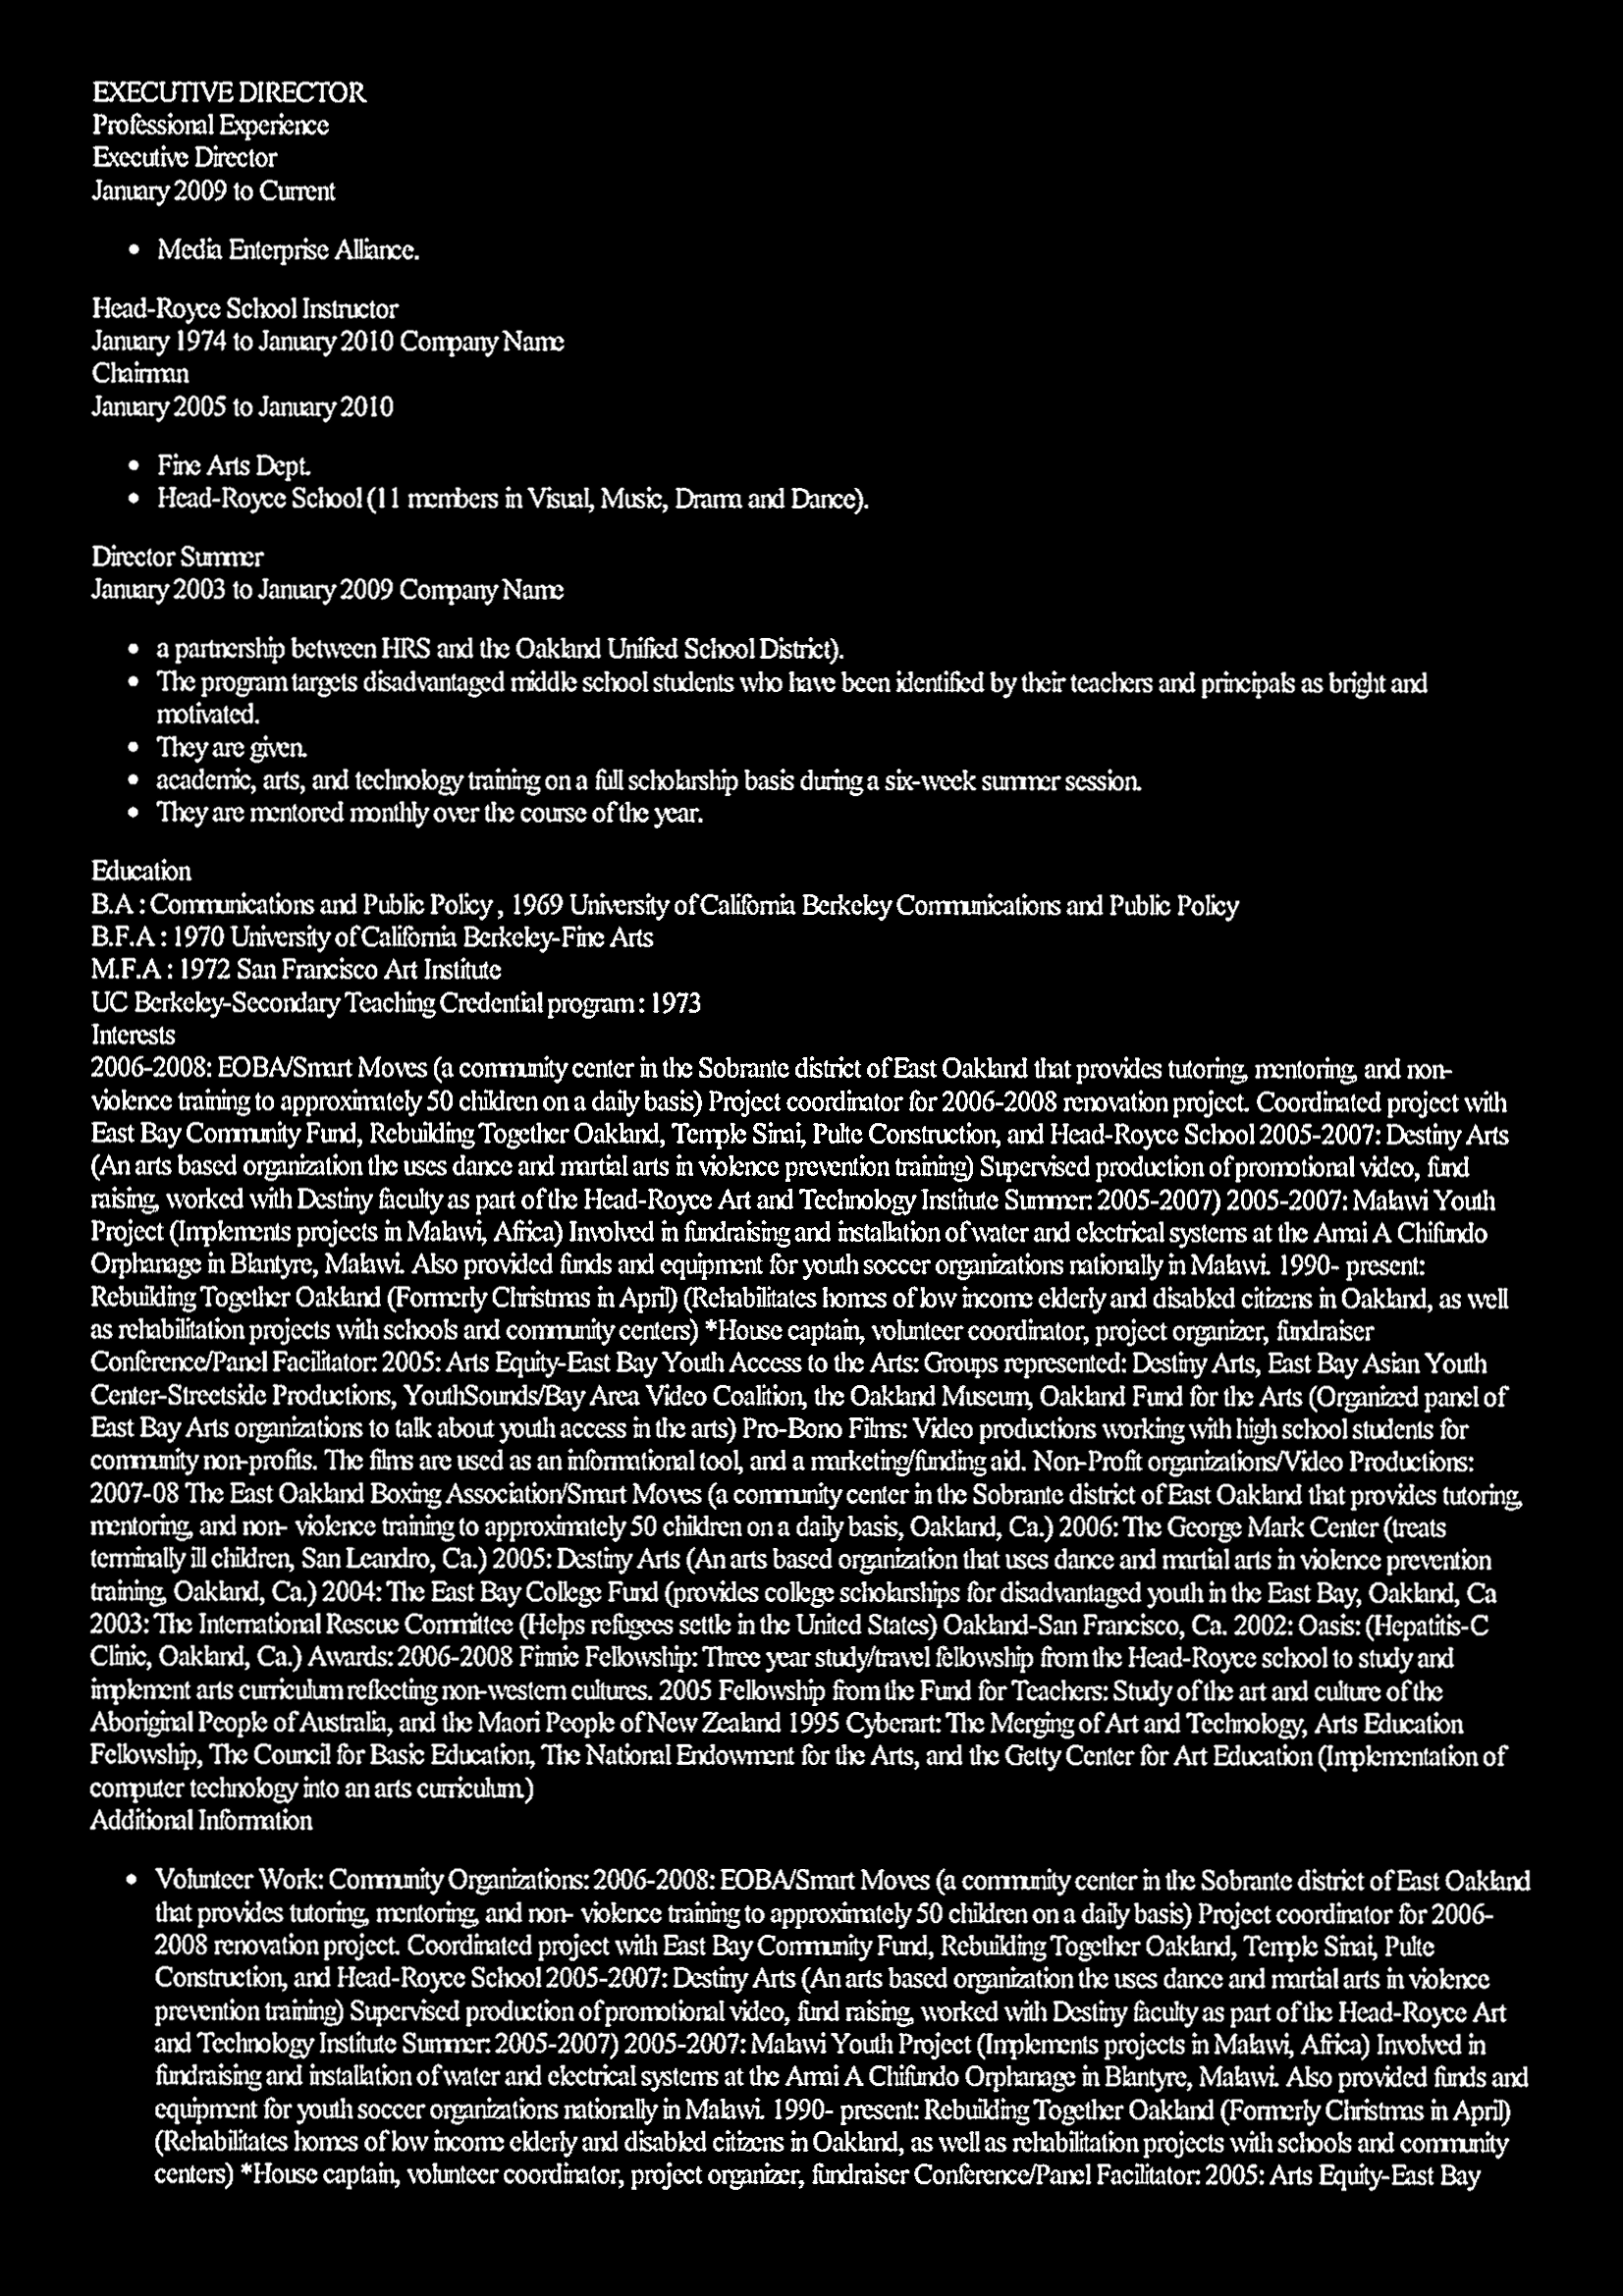 EXECUTIVE DIRECTOR
Professional Experience
Executive Director
January 2009 to Current
• Media Enterprise Alliance.
Head-Royce School Instructor
January 1974 to January 2010 Company Name
Chairman
January 2005 to January 2010
• Fine Arts Dept.
• Head-Royce School (11 members in Visual, Music, Drama and Dance).
Director Summer
January 2003 to January 2009 Company Name
• a partnership between HRS and the Oakland Unified School District).
• The program targets disadvantaged middle school students who have been identified by their teachers and principals as bright and
motivated.
• They are given.
• academic, arts, and technology training on a full scholarship basis during a six-week summer session.
• They are mentored monthly over the course of the year.
Education
B.A : Communications and Public Policy , 1969 University of California Berkeley Communications and Public Policy
B.F.A : 1970 University of California Berkeley-Fine Arts
M.F.A : 1972 San Francisco Art Institute
UC Berkeley-Secondary Teaching Credential program : 1973
Interests
2006-2008: EOBA/Smart Moves (a community center in the Sobrante district of East Oakland that provides tutoring, mentoring, and non-
violence training to approximately 50 children on a daily basis) Project coordinator for 2006-2008 renovation project. Coordinated project with
East Bay Community Fund, Rebuilding Together Oakland, Temple Sinai, Pulte Construction, and Head-Royce School 2005-2007: Destiny Arts
(An arts based organization the uses dance and martial arts in violence prevention training) Supervised production of promotional video, fund
raising, worked with Destiny faculty as part of the Head-Royce Art and Technology Institute Summer: 2005-2007) 2005-2007: Malawi Youth
Project (Implements projects in Malawi, Africa) Involved in fundraising and installation of water and electrical systems at the Amai A Chifundo
Orphanage in Blantyre, Malawi. Also provided funds and equipment for youth soccer organizations nationally in Malawi. 1990- present:
Rebuilding Together Oakland (Formerly Christmas in April) (Rehabilitates homes of low income elderly and disabled citizens in Oakland, as well
as rehabilitation projects with schools and community centers) *House captain, volunteer coordinator, project organizer, fundraiser
Conference/Panel Facilitator: 2005: Arts Equity-East Bay Youth Access to the Arts: Groups represented: Destiny Arts, East Bay Asian Youth
Center-Streetside Productions, YouthSounds/Bay Area Video Coalition, the Oakland Museum, Oakland Fund for the Arts (Organized panel of
East Bay Arts organizations to talk about youth access in the arts) Pro-Bono Films: Video productions working with high school students for
community non-profits. The films are used as an informational tool, and a marketing/funding aid. Non-Profit organizations/Video Productions:
2007-08 The East Oakland Boxing Association/Smart Moves (a community center in the Sobrante district of East Oakland that provides tutoring,
mentoring, and non- violence training to approximately 50 children on a daily basis, Oakland, Ca.) 2006: The George Mark Center (treats
terminally ill children, San Leandro, Ca.) 2005: Destiny Arts (An arts based organization that uses dance and martial arts in violence prevention
training, Oakland, Ca.) 2004: The East Bay College Fund (provides college scholarships for disadvantaged youth in the East Bay, Oakland, Ca
2003: The International Rescue Committee (Helps refugees settle in the United States) Oakland-San Francisco, Ca. 2002: Oasis: (Hepatitis-C
Clinic, Oakland, Ca.) Awards: 2006-2008 Finnie Fellowship: Three year study/travel fellowship from the Head-Royce school to study and
implement arts curriculum reflecting non-western cultures. 2005 Fellowship from the Fund for Teachers: Study of the art and culture of the
Aboriginal People of Australia, and the Maori People of New Zealand 1995 Cyberart: The Merging of Art and Technology, Arts Education
Fellowship, The Council for Basic Education, The National Endowment for the Arts, and the Getty Center for Art Education (Implementation of
computer technology into an arts curriculum.)
Additional Information
• Volunteer Work: Community Organizations: 2006-2008: EOBA/Smart Moves (a community center in the Sobrante district of East Oakland
that provides tutoring, mentoring, and non- violence training to approximately 50 children on a daily basis) Project coordinator for 2006-
2008 renovation project. Coordinated project with East Bay Community Fund, Rebuilding Together Oakland, Temple Sinai, Pulte
Construction, and Head-Royce School 2005-2007: Destiny Arts (An arts based organization the uses dance and martial arts in violence
prevention training) Supervised production of promotional video, fund raising, worked with Destiny faculty as part of the Head-Royce Art
and Technology Institute Summer: 2005-2007) 2005-2007: Malawi Youth Project (Implements projects in Malawi, Africa) Involved in
fundraising and installation of water and electrical systems at the Amai A Chifundo Orphanage in Blantyre, Malawi. Also provided funds and
equipment for youth soccer organizations nationally in Malawi. 1990- present: Rebuilding Together Oakland (Formerly Christmas in April)
(Rehabilitates homes of low income elderly and disabled citizens in Oakland, as well as rehabilitation projects with schools and community
centers) *House captain, volunteer coordinator, project organizer, fundraiser Conference/Panel Facilitator: 2005: Arts Equity-East Bay